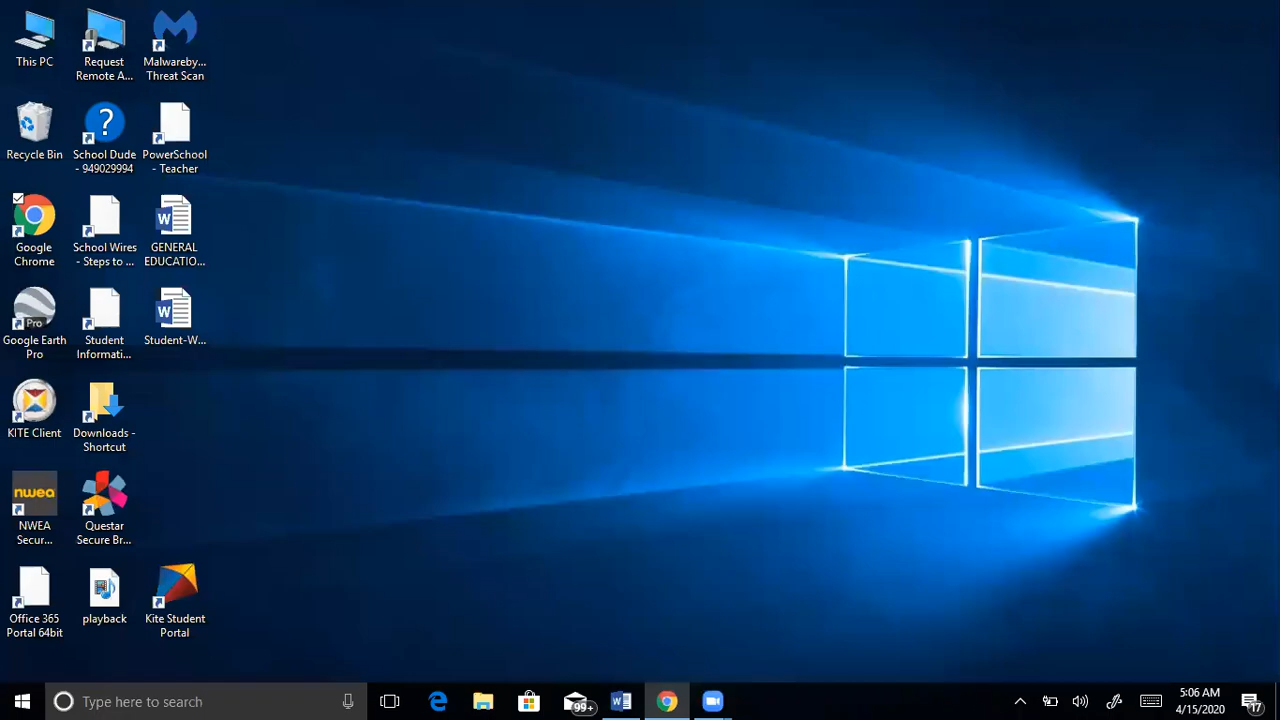 This PC
Request
Remote A...
Malwareby...
Threat Scan
Recycle Bin
?
School Dude
- 949029994
PowerSchool
- Teacher
Google
Chrome
School Wires
- Steps to ...
W
GENERAL
EDUCATIO...
Pro
Google Earth
Pro
Student
Informati...
W
Student-W...
KITE Client
Downloads -
Shortcut
nwea
NWEA
Secur...
Questar
Secure Br...
Office 365
Portal 64bit
playback
Kite Student
Portal
Type here to search
99+
W
5:06 AM
4/15/2020
17